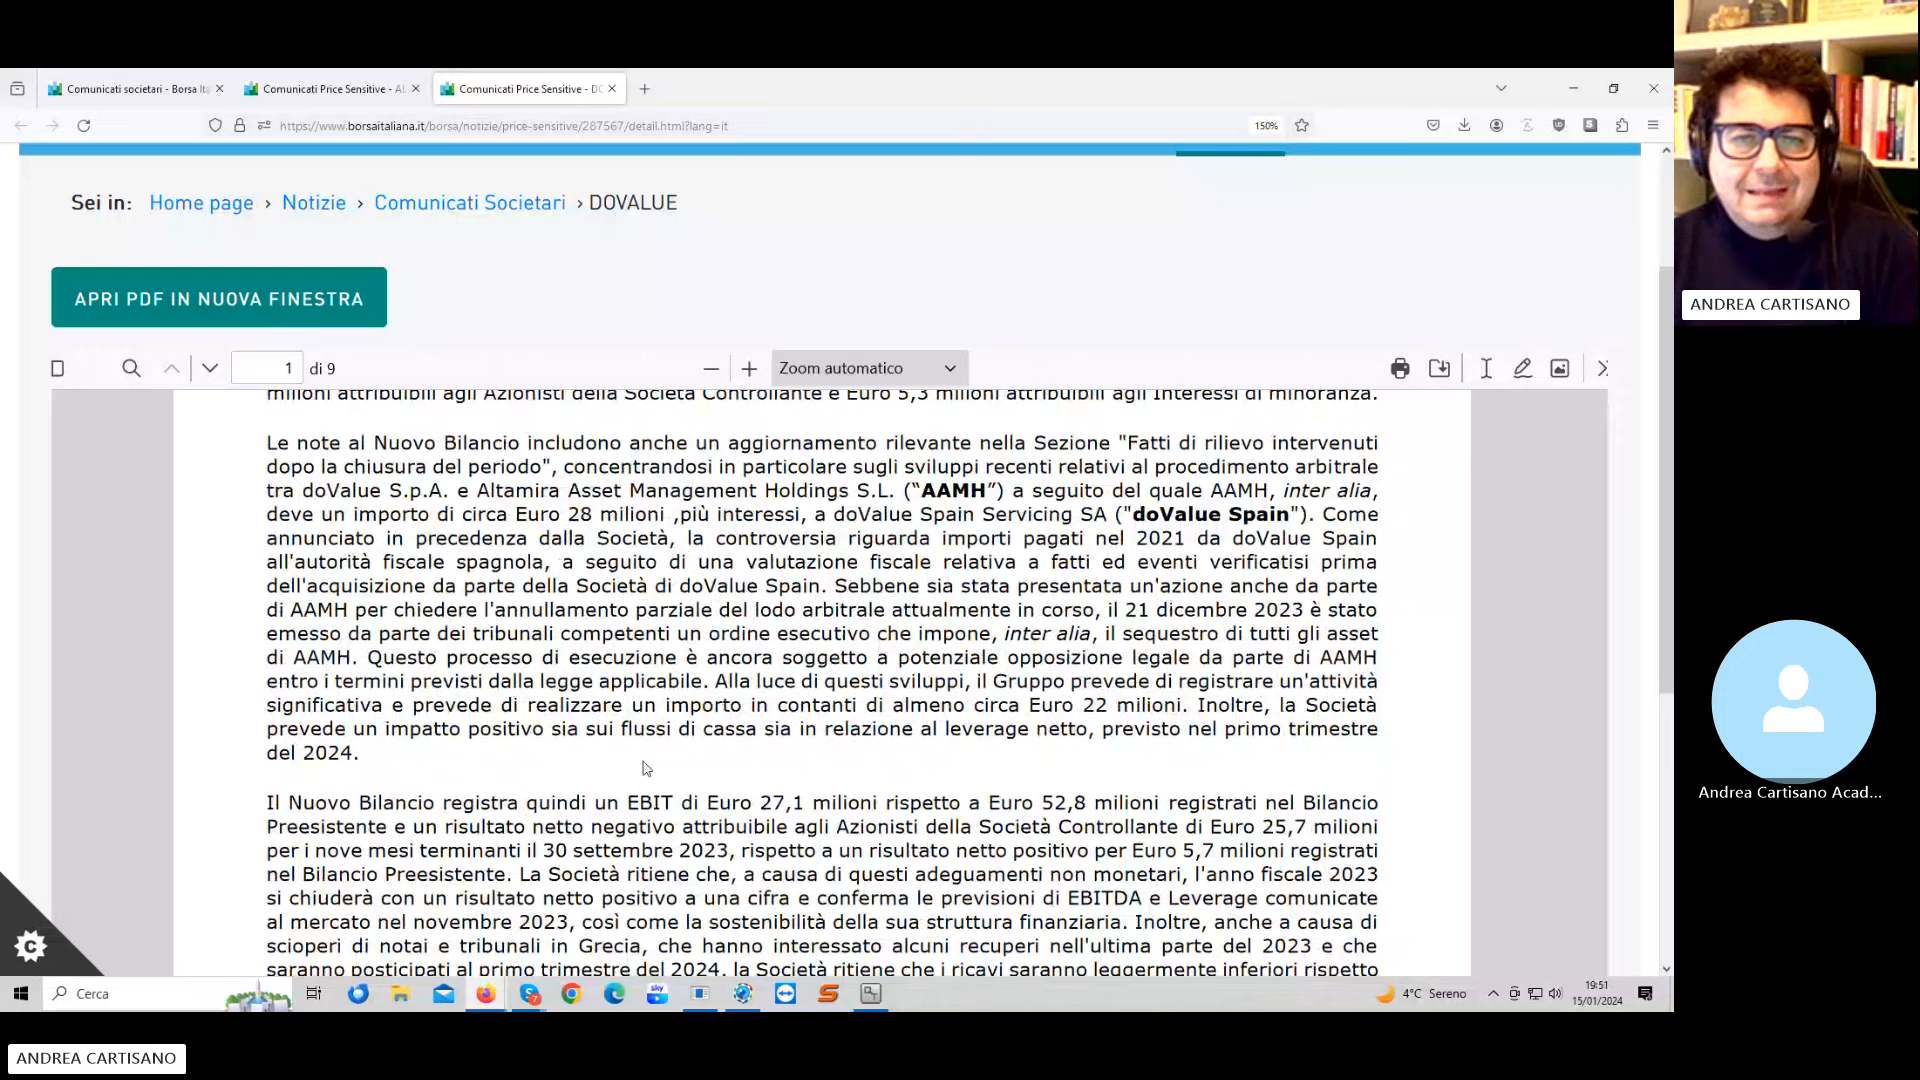 Comunicati societari - Borsa Ita
Comunicati Price Sensitive - AL
Comunicati Price Sensitive - DO
https://www.borsaitaliana.it/borsa/notizie/price-sensitive/287567/detail.html?lang=it
150%
Sei in: Home page › Notizie › Comunicati Societari › DOVALUE
APRI PDF IN NUOVA FINESTRA
1 di 9
Zoom automatico
milioni attribuibili agli Azionisti della Società Controllante e Euro 5,3 milioni attribuibili agli Interessi di minoranza.
Le note al Nuovo Bilancio includono anche un aggiornamento rilevante nella Sezione "Fatti di rilievo intervenuti
dopo la chiusura del periodo", concentrandosi in particolare sugli sviluppi recenti relativi al procedimento arbitrale
tra doValue S.p.A. e Altamira Asset Management Holdings S.L. (“AAMH”) a seguito del quale AAMH, inter alia,
deve un importo di circa Euro 28 milioni ,più interessi, a doValue Spain Servicing SA ("doValue Spain"). Come
annunciato in precedenza dalla Società, la controversia riguarda importi pagati nel 2021 da doValue Spain
all'autorità fiscale spagnola, a seguito di una valutazione fiscale relativa a fatti ed eventi verificatisi prima
dell'acquisizione da parte della Società di doValue Spain. Sebbene sia stata presentata un'azione anche da parte
di AAMH per chiedere l'annullamento parziale del lodo arbitrale attualmente in corso, il 21 dicembre 2023 è stato
emesso da parte dei tribunali competenti un ordine esecutivo che impone, inter alia, il sequestro di tutti gli asset
di AAMH. Questo processo di esecuzione è ancora soggetto a potenziale opposizione legale da parte di AAMH
entro i termini previsti dalla legge applicabile. Alla luce di questi sviluppi, il Gruppo prevede di registrare un'attività
significativa e prevede di realizzare un importo in contanti di almeno circa Euro 22 milioni. Inoltre, la Società
prevede un impatto positivo sia sui flussi di cassa sia in relazione al leverage netto, previsto nel primo trimestre
del 2024.
Il Nuovo Bilancio registra quindi un EBIT di Euro 27,1 milioni rispetto a Euro 52,8 milioni registrati nel Bilancio
Preesistente e un risultato netto negativo attribuibile agli Azionisti della Società Controllante di Euro 25,7 milioni
per i nove mesi terminanti il 30 settembre 2023, rispetto a un risultato netto positivo per Euro 5,7 milioni registrati
nel Bilancio Preesistente. La Società ritiene che, a causa di questi adeguamenti non monetari, l'anno fiscale 2023
si chiuderà con un risultato netto positivo a una cifra e conferma le previsioni di EBITDA e Leverage comunicate
al mercato nel novembre 2023, così come la sostenibilità della sua struttura finanziaria. Inoltre, anche a causa di
scioperi di notai e tribunali in Grecia, che hanno interessato alcuni recuperi nell'ultima parte del 2023 e che
saranno posticipati al primo trimestre del 2024, la Società ritiene che i ricavi saranno leggermente inferiori rispetto
Cerca
sky
4°C Sereno
19:51
15/01/2024
ANDREA CARTISANO
Andrea Cartisano Acad...
ANDREA CARTISANO